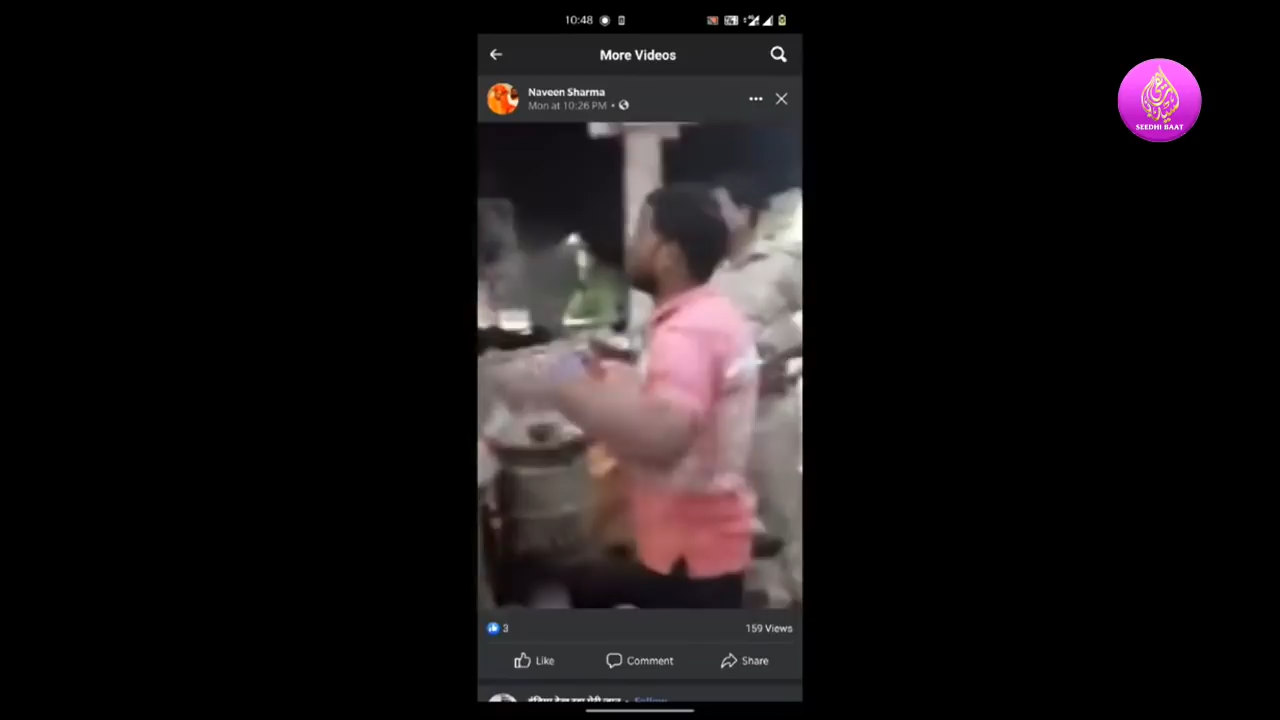 10:48
More Videos
Naveen Sharma
Mon at 10:26 PM
SEEDHI BAAT
3
159 Views
Like
Comment
Share
Follow